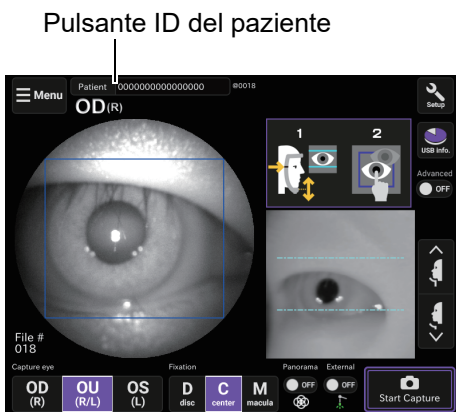 Pulsante ID del paziente
Menu
Patient 0000000000000000 @0018
OD(R)
Setup
1 2
USB info.
Advanced
OFF
File #
018
Capture eye
OD
(R)
OU
(R/L)
OS
(L)
Fixation
D
disc
C
center
M
macula
Panorama
OFF
External
OFF
Start Capture